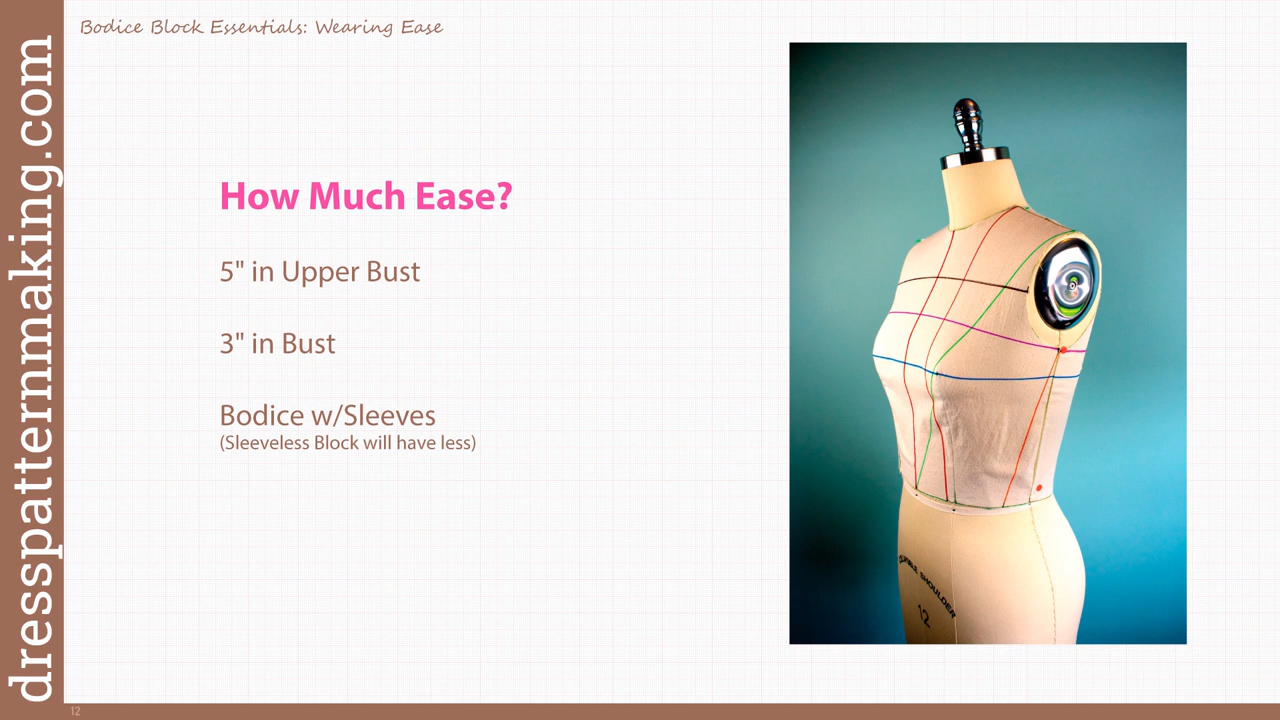 Bodice Block Essentials: Wearing Ease
dresspatternmaking.com
How Much Ease?
5" in Upper Bust
3" in Bust
Bodice w/Sleeves
(Sleeveless Block will have less)
SHOULDER
12
12